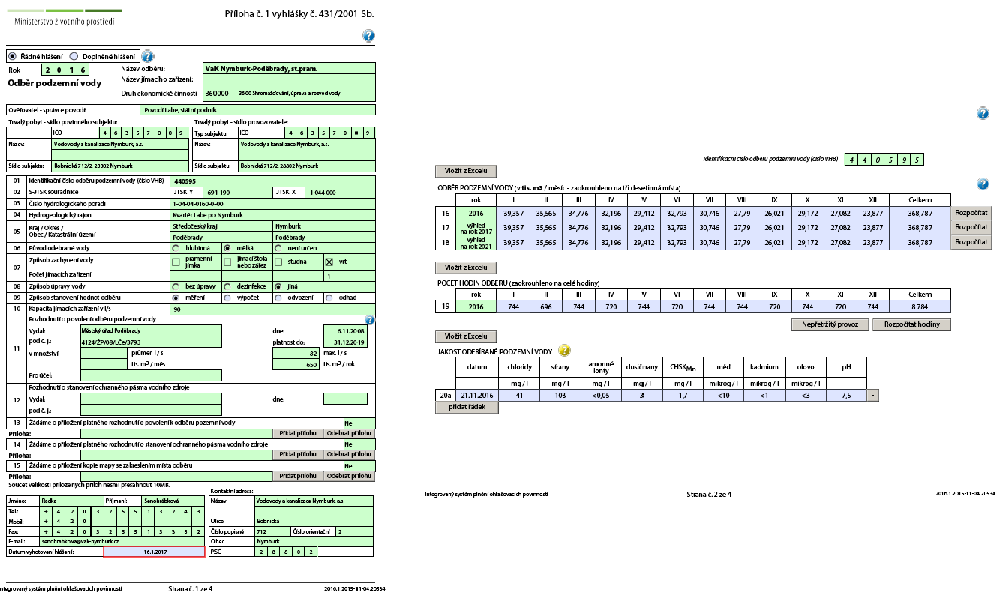 Příloha č. 1 vyhlášky č. 431/2001 Sb.
Ministerstvo životního prostředí
Řádné hlášení Doplněné hlášení
Rok 2 0 1 6
Odběr podzemní vody
Název odběru: VaK Nymburk-Poděbrady, st.pram.
Název jímacího zařízení:
Druh ekonomické činnosti 360000 36.00 Shromažďování, úprava a rozvod vody
Ověřovatel - správce povodí: Povodí Labe, státní podnik
Trvalý pobyt - sídlo povinného subjektu: Trvalý pobyt - sídlo provozovatele:
IČO 4 6 3 5 7 0 0 9 Typ subjektu: IČO 4 6 3 5 7 0 0 9
Název: Vodovody a kanalizace Nymburk, a.s. Název: Vodovody a kanalizace Nymburk, a.s.
Sídlo subjektu: Bobnická 712/2, 28802 Nymburk Sídlo subjektu: Bobnická 712/2, 28802 Nymburk
01 Identifikační číslo odběru podzemní vody (číslo VHB) 440595
02 S-JTSK souřadnice JTSK Y 691 190 JTSK X 1 044 000
03 Číslo hydrologického pořadí 1-04-04-0160-0-00
04 Hydrogeologický rajon Kvartér Labe po Nymburk
05 Kraj / Okres / Obec / Katastrální území Středočeský kraj Nymburk
Poděbrady Poděbrady
06 Původ odebrané vody hlubinná mělká není určen
07 Způsob zachycení vody pramenní jímka jímací štola nebo zářez studna vrt
Počet jímacích zařízení 1
08 Způsob úpravy vody bez úpravy dezinfekce jiná
09 Způsob stanovení hodnot odběru měření výpočet odvození odhad
10 Kapacita jímacích zařízení v l/s 90
11 Rozhodnutí o povolení odběru podzemní vody
Vydal: Městský úřad Poděbrady dne: 6.11.2008
pod č. j.: 4124/ŽP/08/LČe/3793 platnost do: 31.12.2019
v množství průměr l / s 82 max. l / s
tis. m3 / měs 650 tis. m3 / rok
Pro účel:
12 Rozhodnutí o stanovení ochranného pásma vodního zdroje
Vydal: dne:
pod č. j.:
13 Žádáme o přiložení platného rozhodnutí o povolení k odběru pozemní vody Ne
Příloha: Přidat přílohu Odebrat přílohu
14 Žádáme o přiložení platného rozhodnutí o stanovení ochranného pásma vodního zdroje Ne
Příloha: Přidat přílohu Odebrat přílohu
15 Žádáme o přiložení kopie mapy se zakreslením místa odběru Ne
Příloha: Přidat přílohu Odebrat přílohu
Součet velikostí přiložených příloh nesmí přesáhnout 10MB.
Kontaktní adresa:
Jméno: Radka Příjmení: Senohrábková Název Vodovody a kanalizace Nymburk, a.s.
Tel.: + 4 2 0 3 2 5 5 1 3 2 4 3
Mobil: + 4 2 0 Ulice Bobnická
Fax: + 4 2 0 3 2 5 5 1 3 3 8 2 Číslo popisné 712 Číslo orientační 2
E-mail: senohrabkova@vak-nymburk.cz Obec Nymburk
Datum vyhotovení hlášení: 16.1.2017 PSČ 2 8 8 0 2
Integrovaný systém plnění ohlašovacích povinností Strana č. 1 ze 4 2016.1.2015-11-04.20534
Identifikační číslo odběru podzemní vody (číslo VHB) 4 4 0 5 9 5
Vložit z Excelu
ODBĚR PODZEMNÍ VODY (v tis. m3 / měsíc - zaokrouhleno na tři desetinná místa)
rok I II III IV V VI VII VIII IX X XI XII Celkem
16 2016 39,357 35,565 34,776 32,196 29,412 32,793 30,746 27,79 26,021 29,172 27,082 23,877 368,787 Rozpočítat
17 výhled na rok 2017 39,357 35,565 34,776 32,196 29,412 32,793 30,746 27,79 26,021 29,172 27,082 23,877 368,787 Rozpočítat
18 výhled na rok 2021 39,357 35,565 34,776 32,196 29,412 32,793 30,746 27,79 26,021 29,172 27,082 23,877 368,787 Rozpočítat
Vložit z Excelu
POČET HODIN ODBĚRU (zaokrouhleno na celé hodiny)
rok I II III IV V VI VII VIII IX X XI XII Celkem
19 2016 744 696 744 720 744 720 744 744 720 744 720 744 8 784
Nepřetržitý provoz Rozpočítat hodiny
Vložit z Excelu
JAKOST ODEBÍRANÉ PODZEMNÍ VODY
datum chloridy sírany amonné ionty dusičnany CHSKMn měď kadmium olovo pH
- mg / l mg / l mg / l mg / l mg / l mikrog / l mikrog / l mikrog / l -
20a 21.11.2016 41 103 <0,05 3 1,7 <10 <1 <3 7,5 -
přidat řádek
Integrovaný systém plnění ohlašovacích povinností Strana č. 2 ze 4 2016.1.2015-11-04.20534